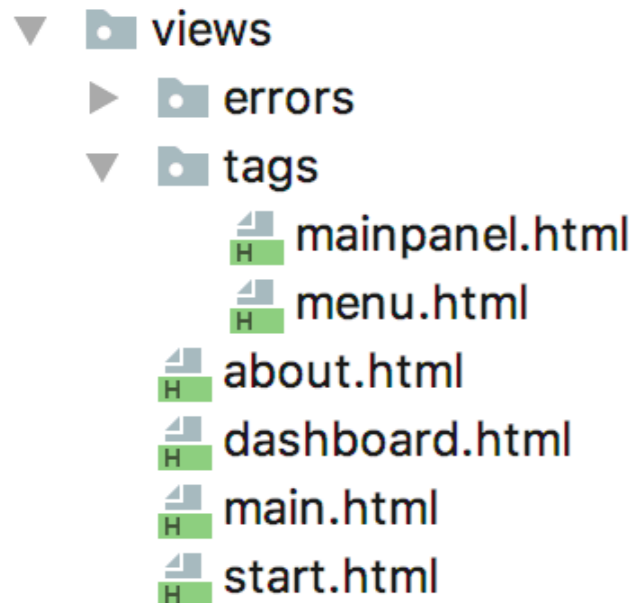 views
errors
tags
H mainpanel.html
H menu.html
H about.html
H dashboard.html
H main.html
H start.html